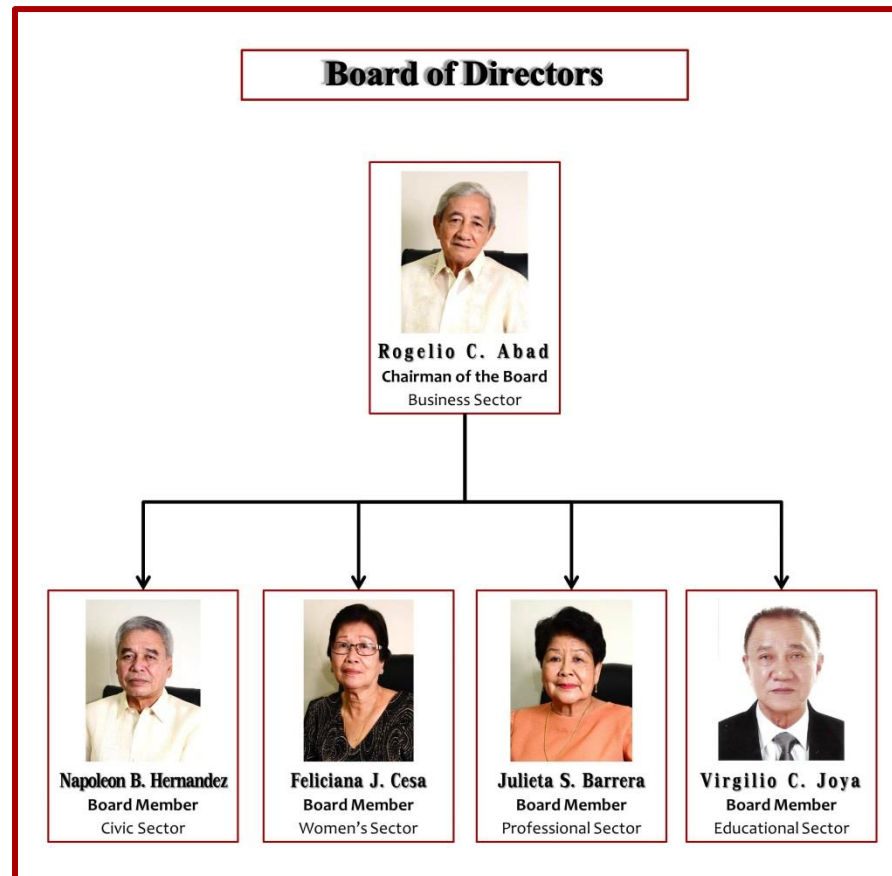 Board of Directors
Rogelio C. Abad
Chairman of the Board
Business Sector
Napoleon B. Hernandez
Board Member
Civic Sector
Feliciana J. Cesa
Board Member
Women's Sector
Julieta S. Barrera
Board Member
Professional Sector
Virgilio C. Joya
Board Member
Educational Sector